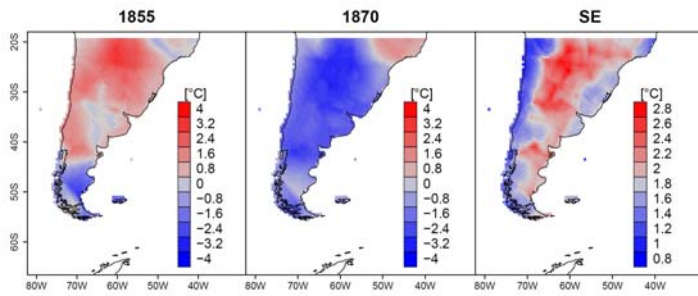 1855 1870 SE
20S
30S
40S
50S
60S
[°C] [°C] [°C]
4 4 2.8
3.2 3.2 2.6
2.4 2.4 2.4
1.6 1.6 2.2
0.8 0.8 2
0 0 1.8
−0.8 −0.8 1.6
−1.6 −1.6 1.4
−2.4 −2.4 1.2
−3.2 −3.2 1
−4 −4 0.8
80W 70W 60W 50W 40W 80W 70W 60W 50W 40W 80W 70W 60W 50W 40W